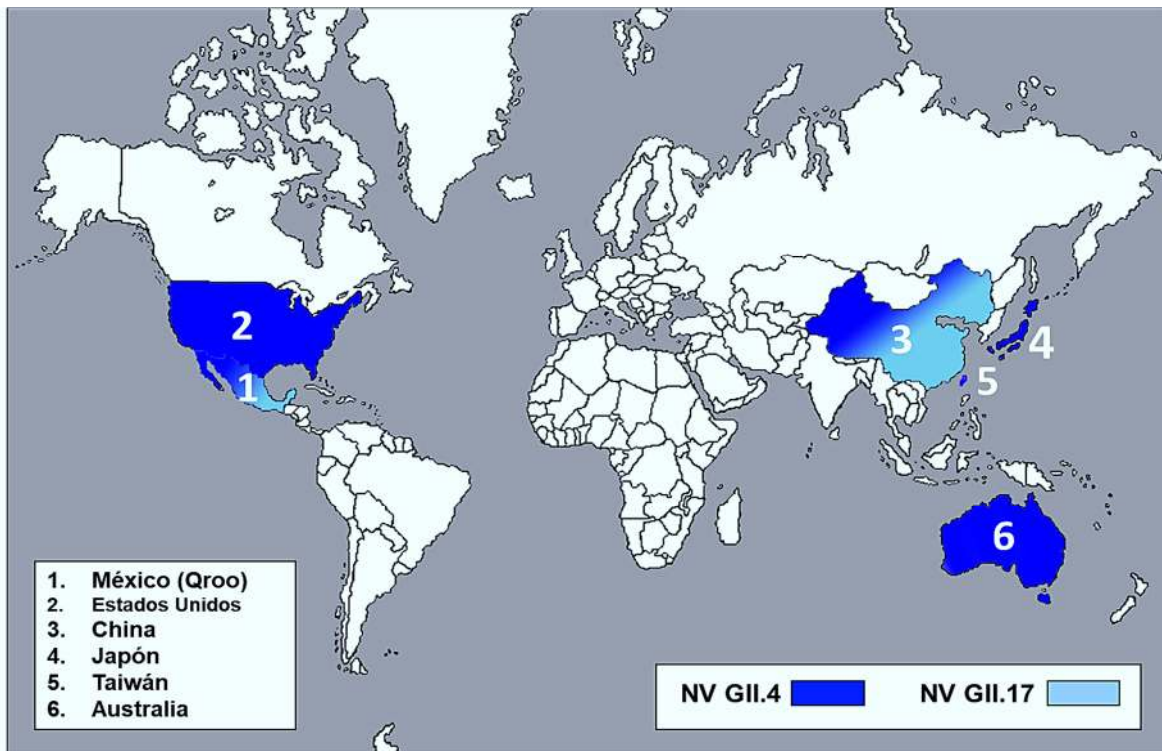 2
1
3
4
5
6
1. México (Qroo)
2. Estados Unidos
3. China
4. Japón
5. Taiwán
6. Australia
NV GII.4
NV GII.17